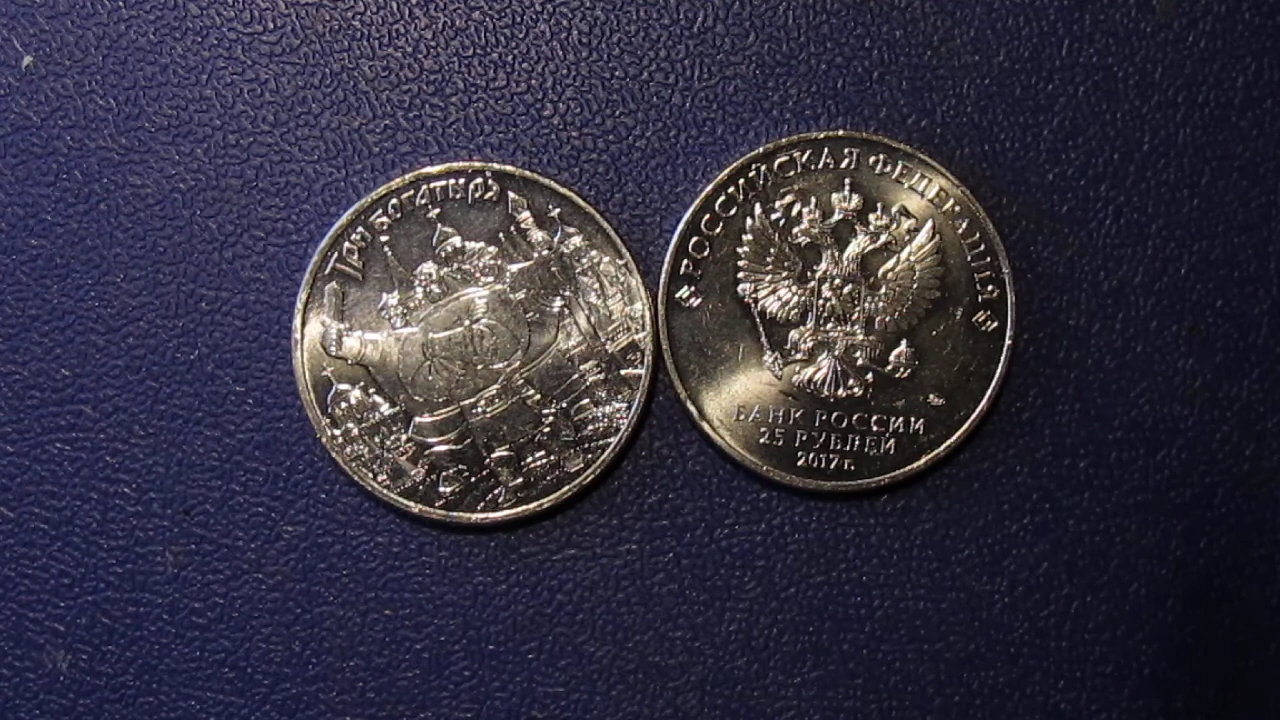 Три богатыря
РОССИЙСКАЯ ФЕДЕРАЦИЯ
БАНК РОССИИ
25 РУБЛЕЙ
2017 г.